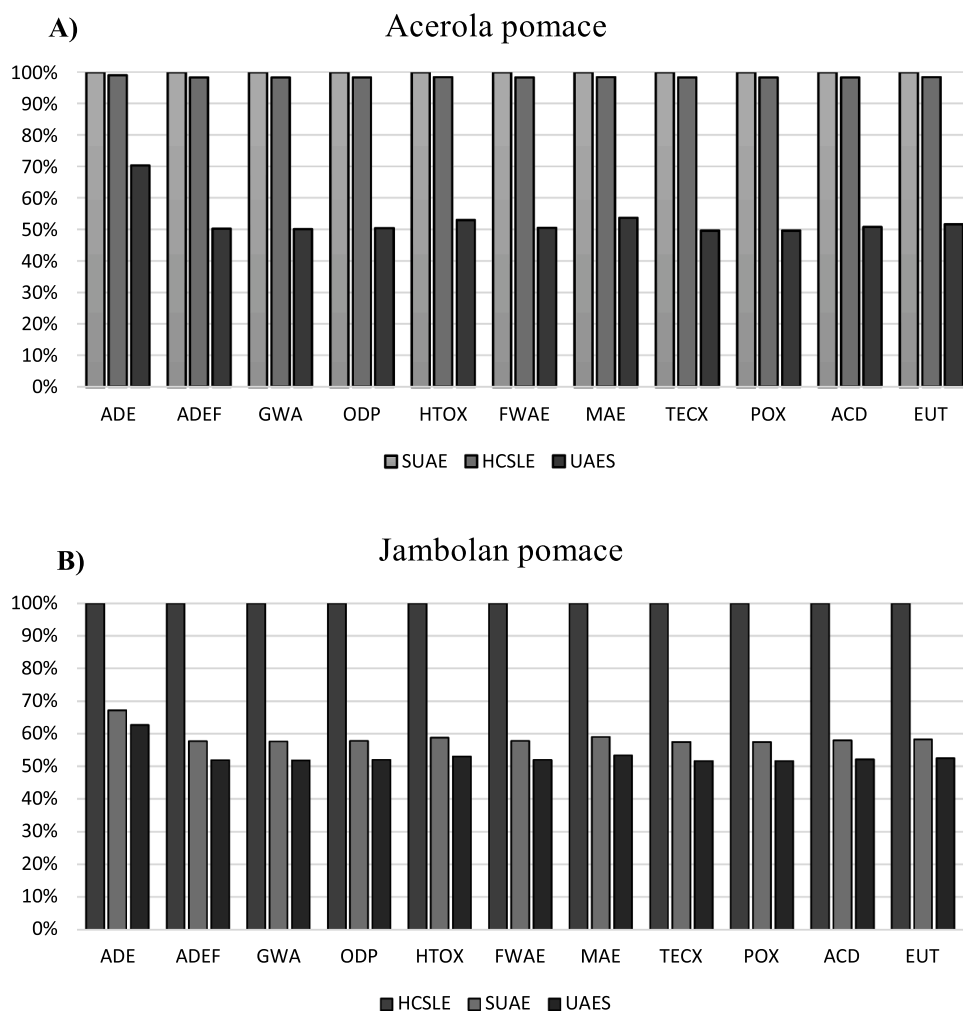 A)
Acerola pomace
100%
90%
80%
70%
60%
50%
40%
30%
20%
10%
0%
ADE ADEF GWA ODP HTOX FWAE MAE TECX POX ACD EUT
SUAE HCSLE UAES
B)
Jambolan pomace
100%
90%
80%
70%
60%
50%
40%
30%
20%
10%
0%
ADE ADEF GWA ODP HTOX FWAE MAE TECX POX ACD EUT
HCSLE SUAE UAES